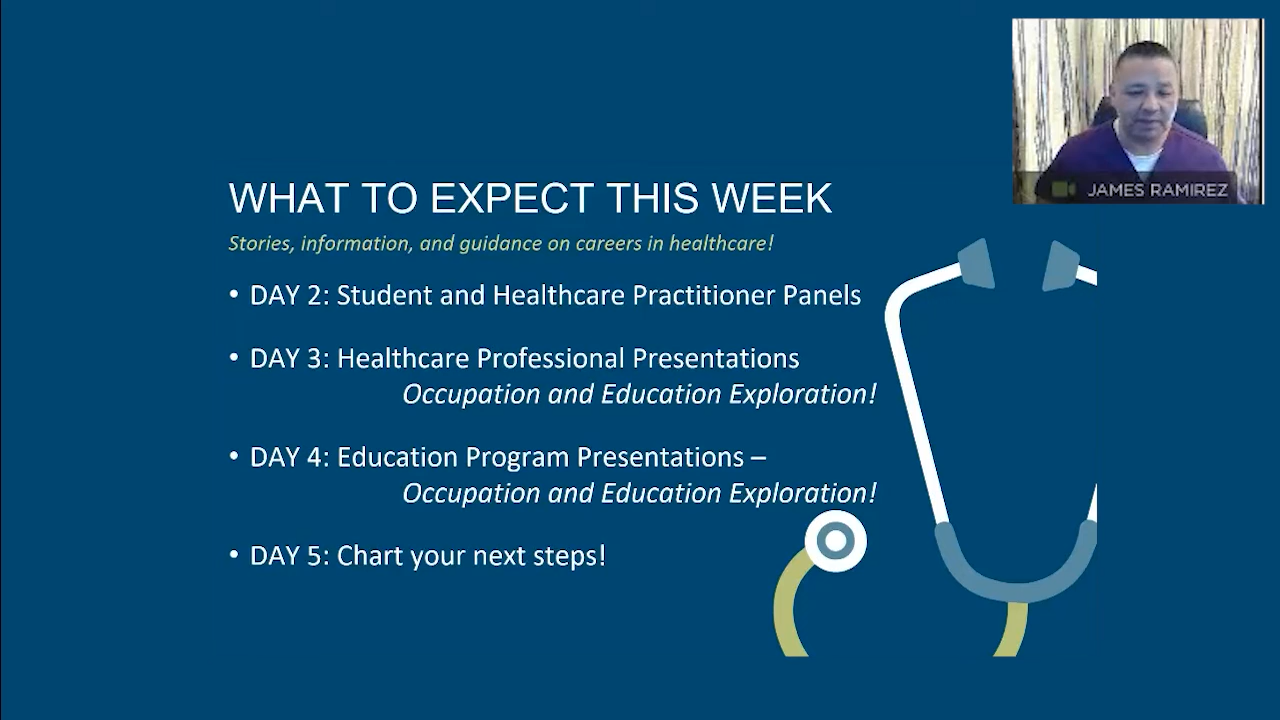 WHAT TO EXPECT THIS WEEK
Stories, information, and guidance on careers in healthcare!
• DAY 2: Student and Healthcare Practitioner Panels
• DAY 3: Healthcare Professional Presentations
Occupation and Education Exploration!
• DAY 4: Education Program Presentations –
Occupation and Education Exploration!
• DAY 5: Chart your next steps!
JAMES RAMIREZ